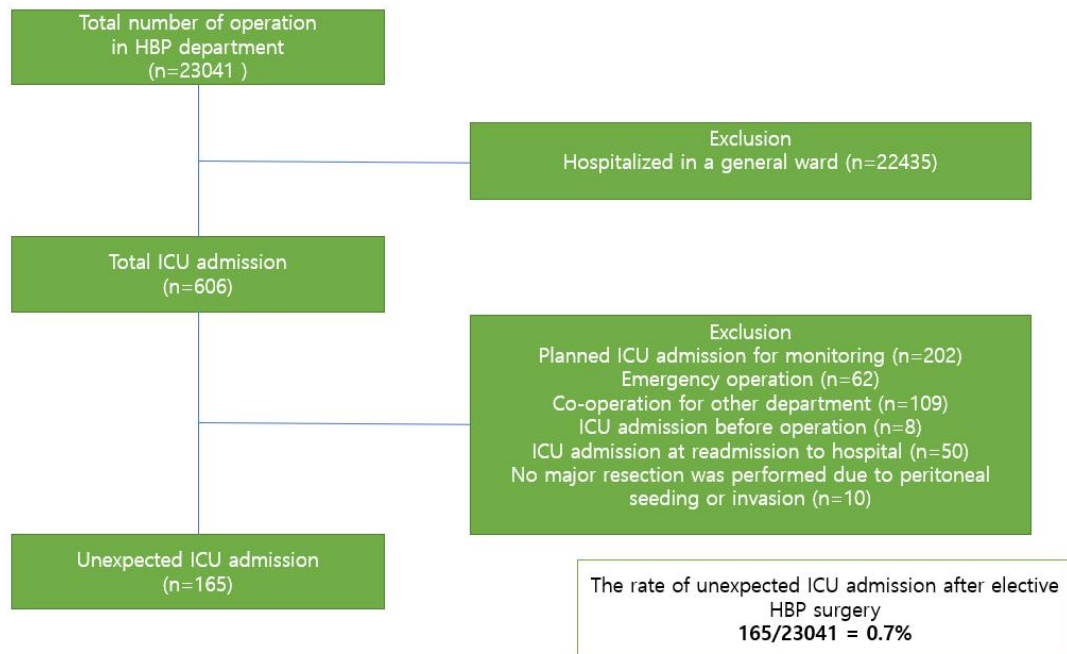 Total number of operation
in HBP department
(n=23041 )
Exclusion
Hospitalized in a general ward (n=22435)
Total ICU admission
(n=606)
Exclusion
Planned ICU admission for monitoring (n=202)
Emergency operation (n=62)
Co-operation for other department (n=109)
ICU admission before operation (n=8)
ICU admission at readmission to hospital (n=50)
No major resection was performed due to peritoneal
seeding or invasion (n=10)
Unexpected ICU admission
(n=165)
The rate of unexpected ICU admission after elective
HBP surgery
165/23041 = 0.7%